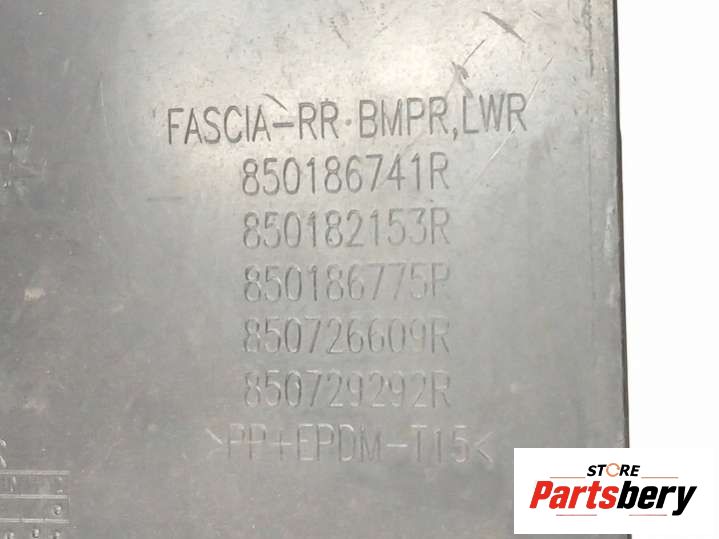 FASCIA-RR·BMPR,LWR
850186741R
850182153R
850186775R
850726609R
850729292R
>PP+EPDM-T15<
STORE
Partsbery